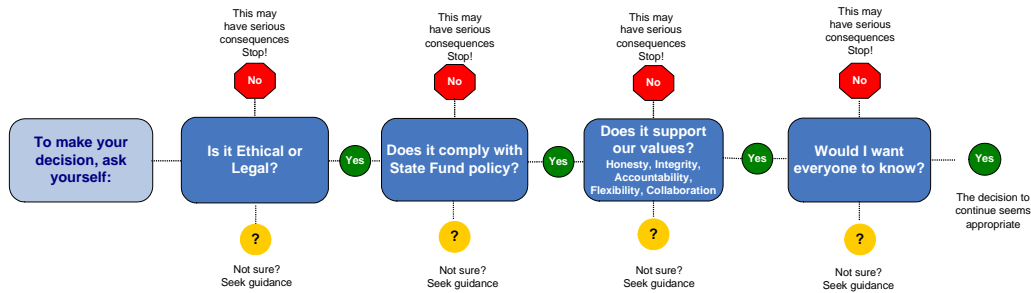 To make your
decision, ask
yourself:
This may
have serious
consequences
Stop!
No
Is it Ethical or
Legal?
?
Not sure?
Seek guidance
Yes
This may
have serious
consequences
Stop!
No
Does it comply with
State Fund policy?
?
Not sure?
Seek guidance
Yes
This may
have serious
consequences
Stop!
No
Does it support
our values?
Honesty, Integrity,
Accountability,
Flexibility, Collaboration
?
Not sure?
Seek guidance
Yes
This may
have serious
consequences
Stop!
No
Would I want
everyone to know?
?
Not sure?
Seek guidance
Yes
The decision to
continue seems
appropriate